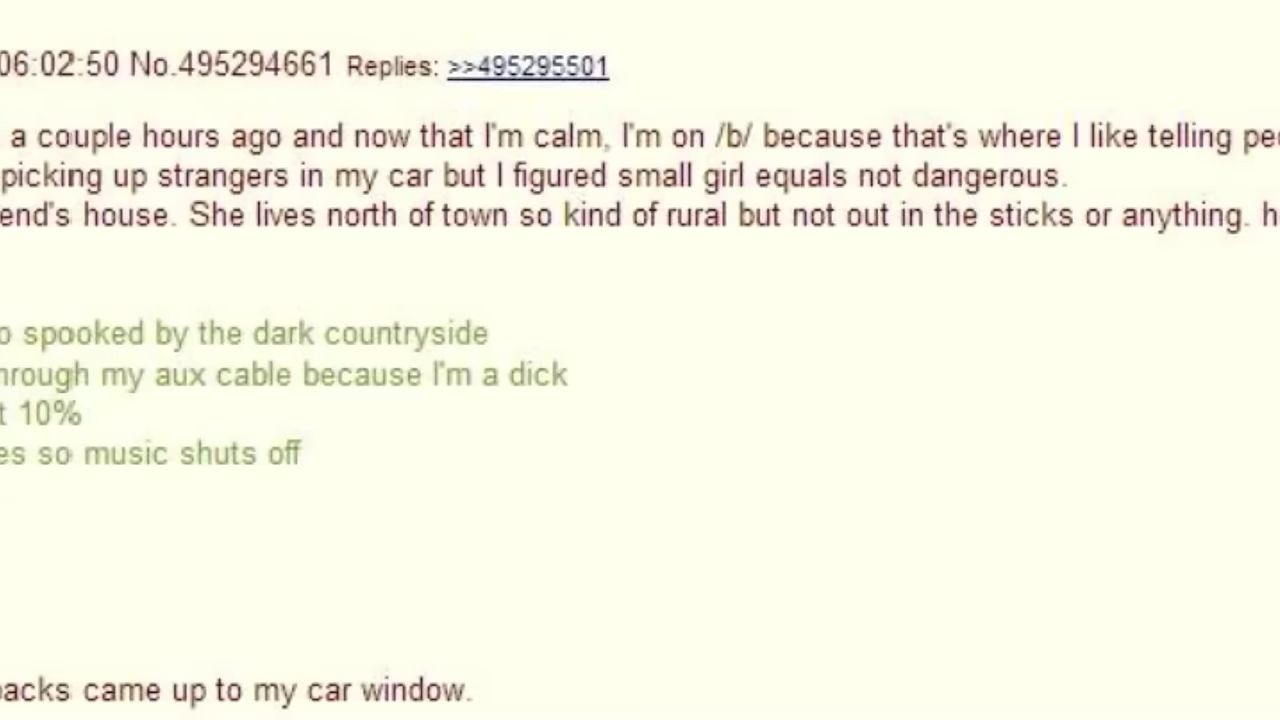 06:02:50 No.495294661 Replies: >>495295501
a couple hours ago and now that I'm calm, I'm on /b/ because that's where I like telling peo
picking up strangers in my car but I figured small girl equals not dangerous.
end's house. She lives north of town so kind of rural but not out in the sticks or anything. h
o spooked by the dark countryside
hrough my aux cable because I'm a dick
t 10%
es so music shuts off
packs came up to my car window.